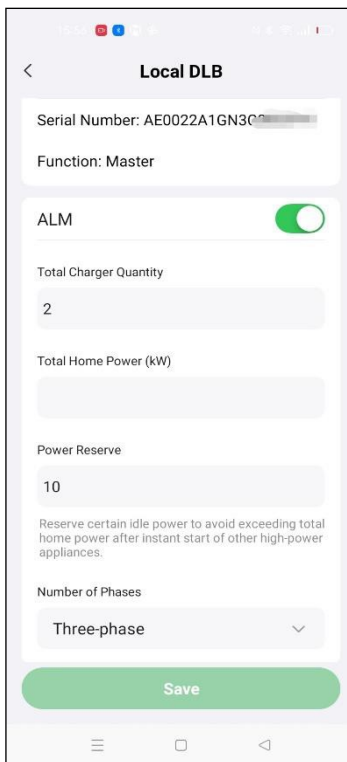 Local DLB
Serial Number: AE0022A1GN3C
Function: Master
ALM
Total Charger Quantity
2
Total Home Power (kW)
Power Reserve
10
Reserve certain idle power to avoid exceeding total
home power after instant start of other high-power
appliances.
Number of Phases
Three-phase
Save